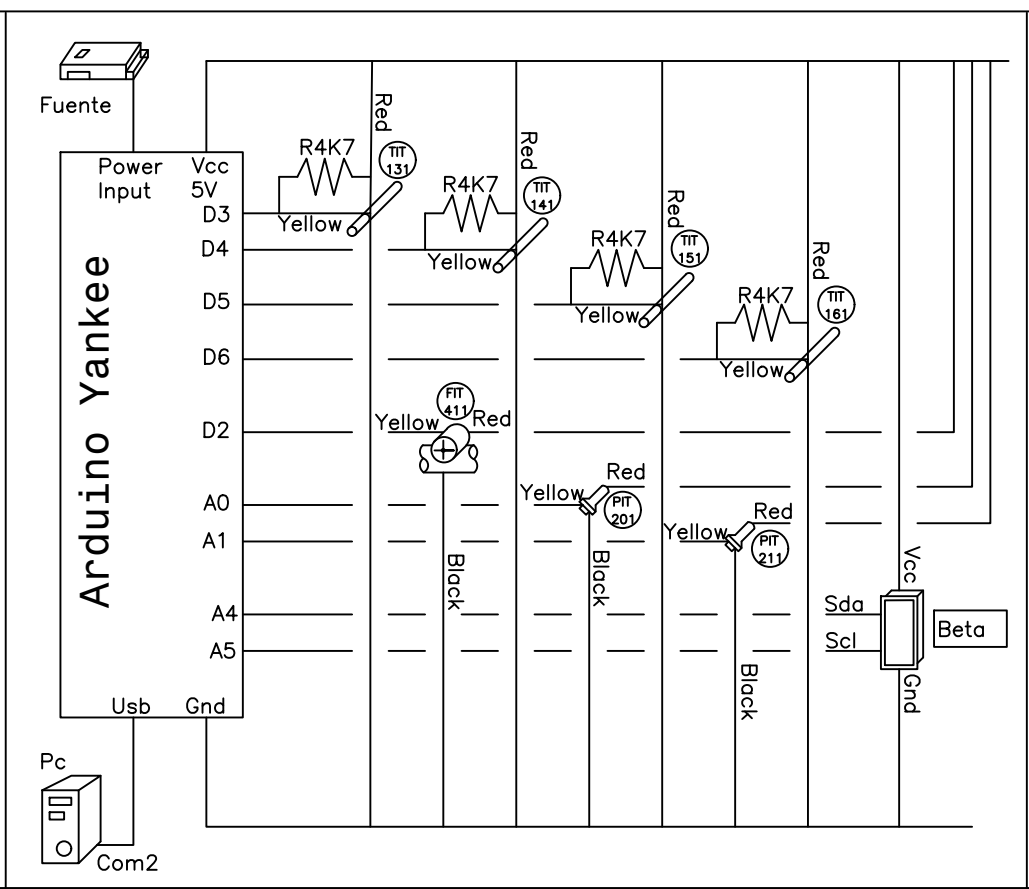 Fuente
Power Input
Vcc 5V
Arduino Yankee
D3
D4
D5
D6
D2
A0
A1
A4
A5
Usb
Gnd
Pc
Com2
R4K7
Red
TIT 131
Yellow
R4K7
Red
TIT 141
Yellow
R4K7
Red
TIT 151
Yellow
R4K7
Red
TIT 161
Yellow
FIT 411
Yellow
Red
Black
Yellow
Red
PIT 201
Black
Yellow
Red
PIT 211
Black
Vcc
Sda
Scl
Beta
Gnd